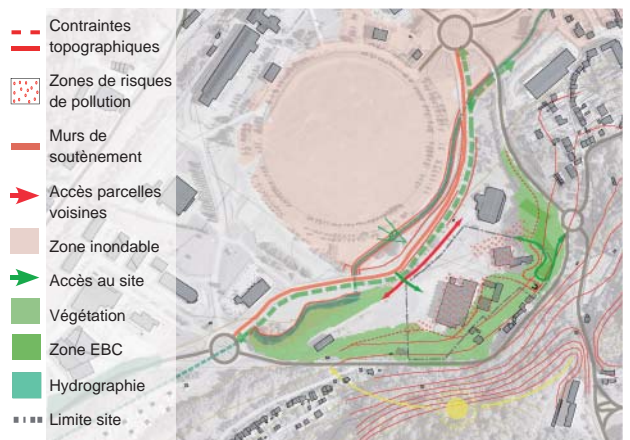 Contraintes
topographiques
Zones de risques
de pollution
Murs de
soutènement
Accès parcelles
voisines
Zone inondable
Accès au site
Végétation
Zone EBC
Hydrographie
Limite site